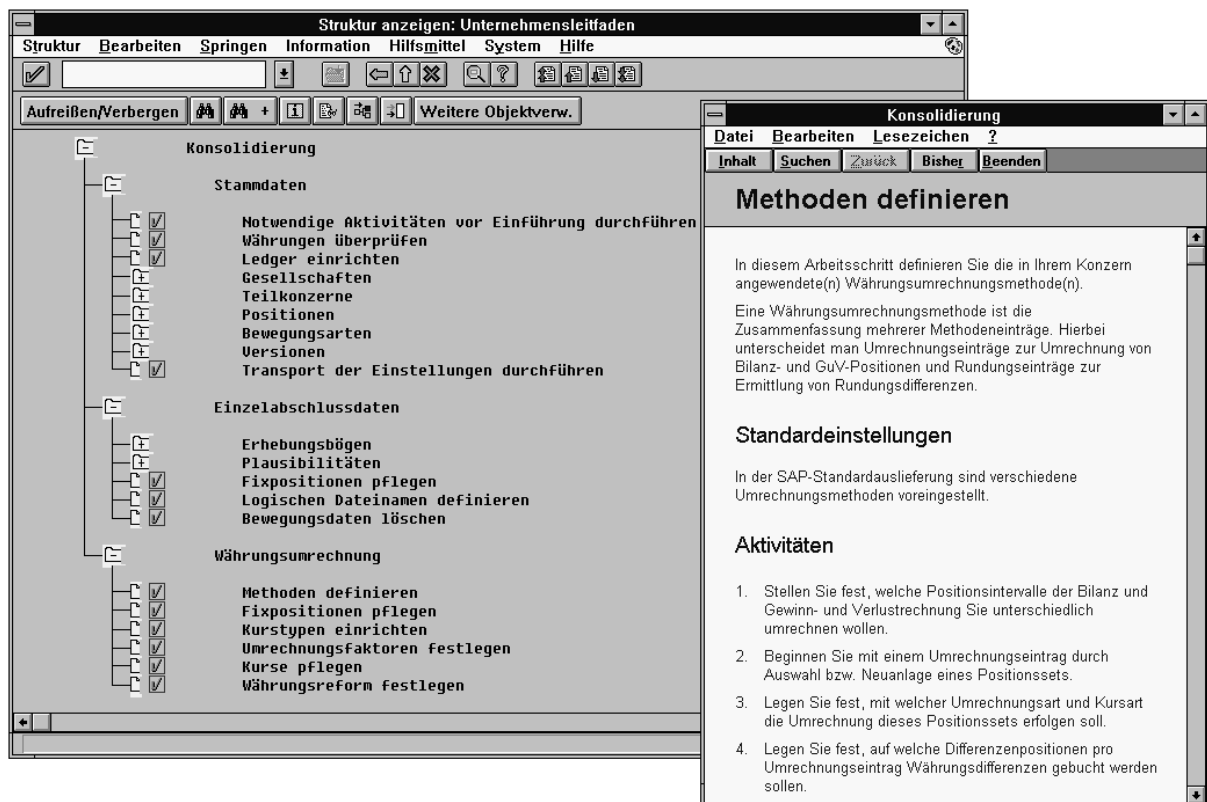 Struktur anzeigen: Unternehmensleitfaden
Struktur Bearbeiten Springen Information Hilfsmittel System Hilfe
Aufreißen/Verbergen + Weitere Objektverw.
Konsolidierung
Stammdaten
Notwendige Aktivitäten vor Einführung durchführen
Währungen überprüfen
Ledger einrichten
Gesellschaften
Teilkonzerne
Positionen
Bewegungsarten
Versionen
Transport der Einstellungen durchführen
Einzelabschlussdaten
Erhebungsbögen
Plausibilitäten
Fixpositionen pflegen
Logischen Dateinamen definieren
Bewegungsdaten löschen
Währungsumrechnung
Methoden definieren
Fixpositionen pflegen
Kurstypen einrichten
Umrechnungsfaktoren festlegen
Kurse pflegen
Währungsreform festlegen
Konsolidierung
Datei Bearbeiten Lesezeichen ?
Inhalt Suchen Zurück Bisher Beenden
Methoden definieren
In diesem Arbeitsschritt definieren Sie die in Ihrem Konzern
angewendete(n) Währungsumrechnungsmethode(n).
Eine Währungsumrechnungsmethode ist die
Zusammenfassung mehrerer Methodeneinträge. Hierbei
unterscheidet man Umrechnungseinträge zur Umrechnung von
Bilanz- und GuV-Positionen und Rundungseinträge zur
Ermittlung von Rundungsdifferenzen.
Standardeinstellungen
In der SAP-Standardauslieferung sind verschiedene
Umrechnungsmethoden voreingestellt.
Aktivitäten
1. Stellen Sie fest, welche Positionsintervalle der Bilanz und
Gewinn- und Verlustrechnung Sie unterschiedlich
umrechnen wollen.
2. Beginnen Sie mit einem Umrechnungseintrag durch
Auswahl bzw. Neuanlage eines Positionssets.
3. Legen Sie fest, mit welcher Umrechnungsart und Kursart
die Umrechnung dieses Positionssets erfolgen soll.
4. Legen Sie fest, auf welche Differenzenpositionen pro
Umrechnungseintrag Währungsdifferenzen gebucht werden
sollen.